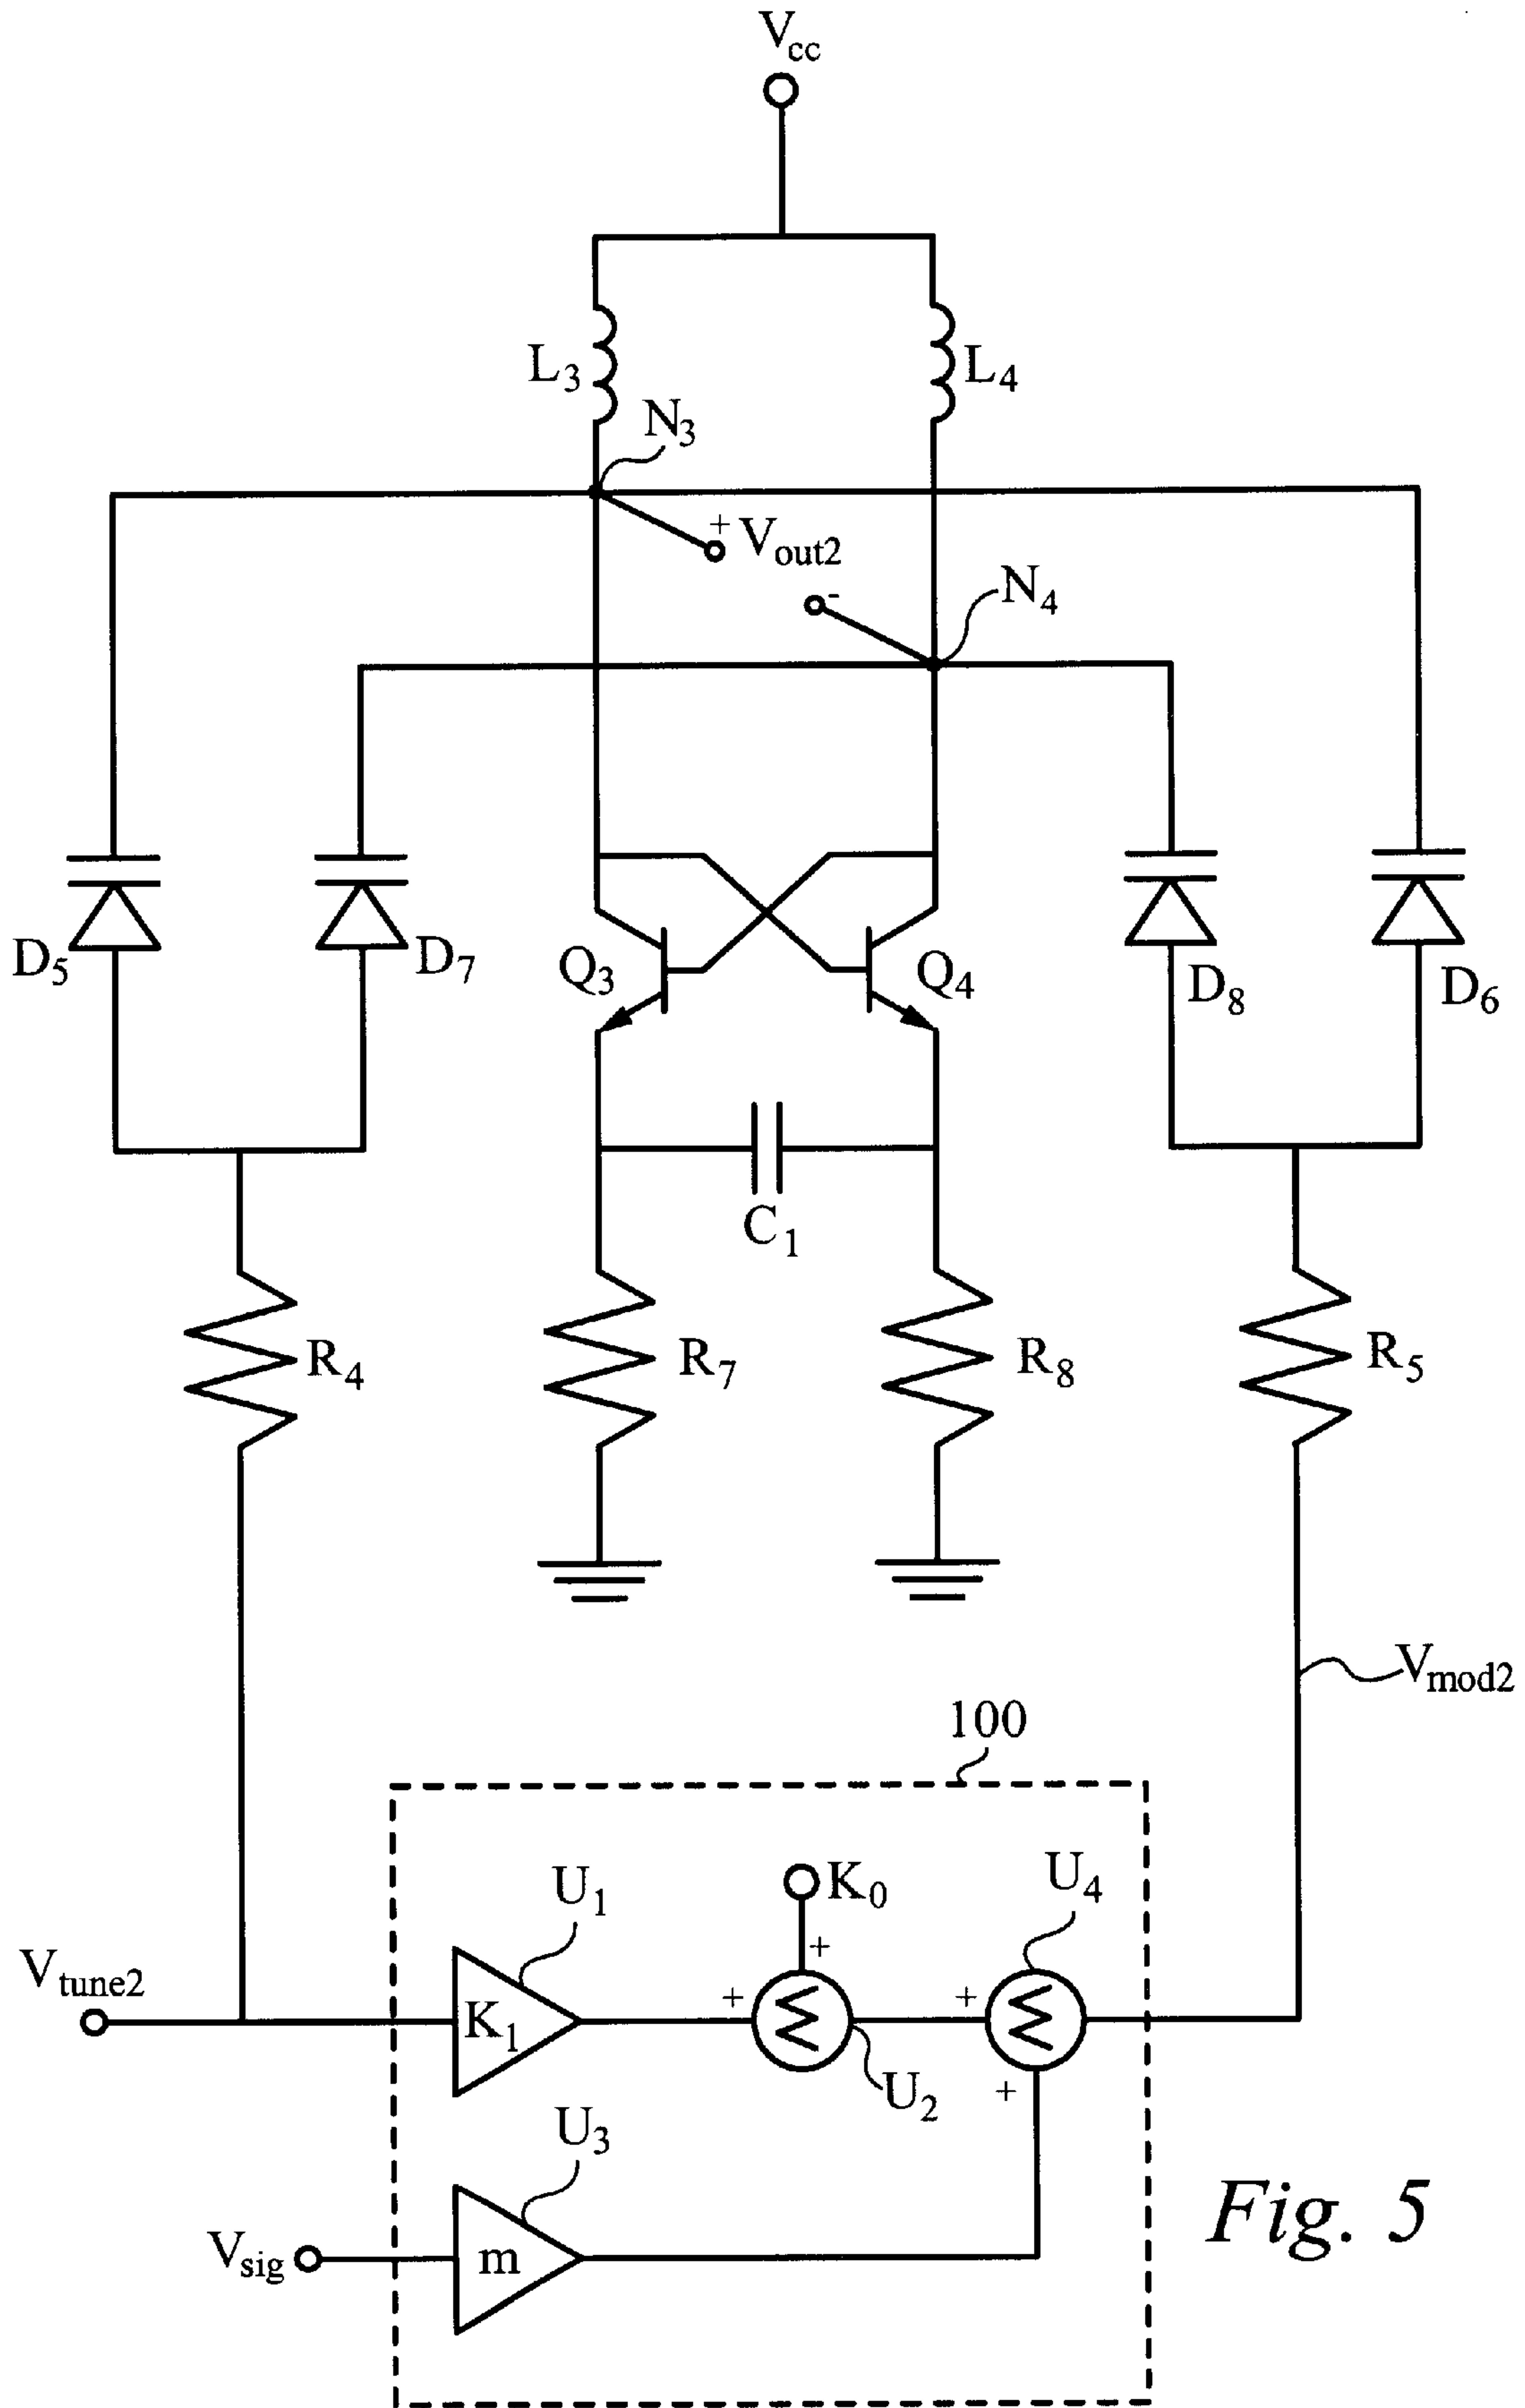 Vcc
L3
L4
N3
+ Vout2
-
N4
D5
D7
Q3
Q4
D8
D6
C1
R4
R7
R8
R5
Vmod2
100
U1
K0
U4
+
Vtune2
+
+
K1
U2
+
U3
Vsig
m
Fig. 5